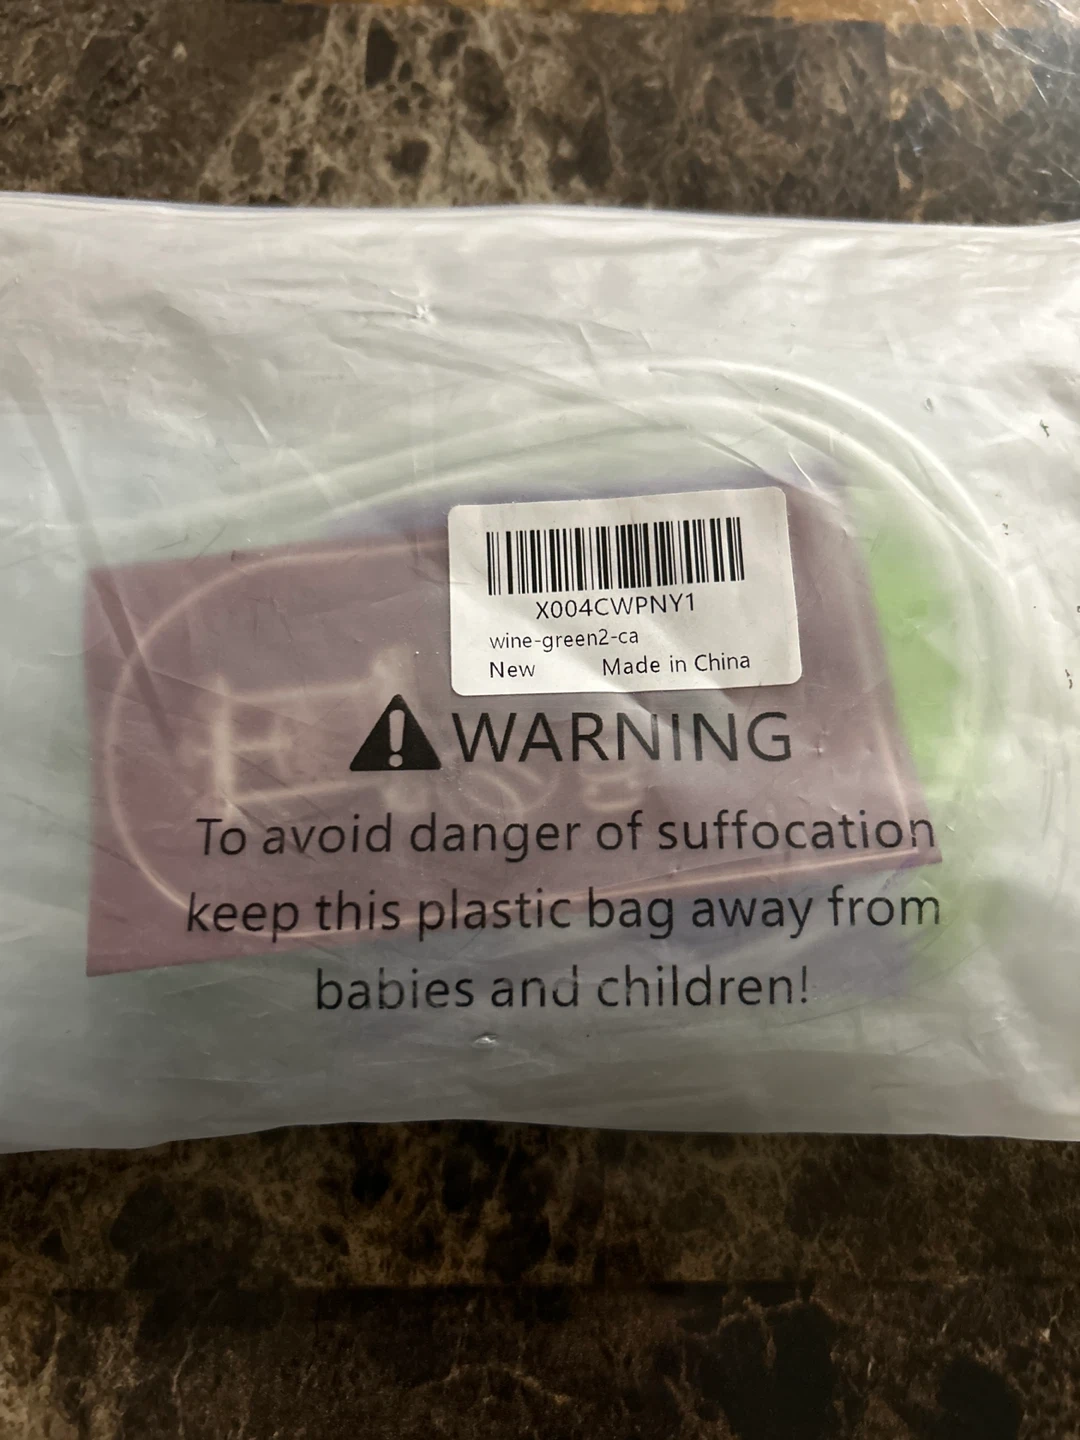 X004CWPNY1
wine-green2-ca
New Made in China
WARNING
To avoid danger of suffocation
keep this plastic bag away from
babies and children!